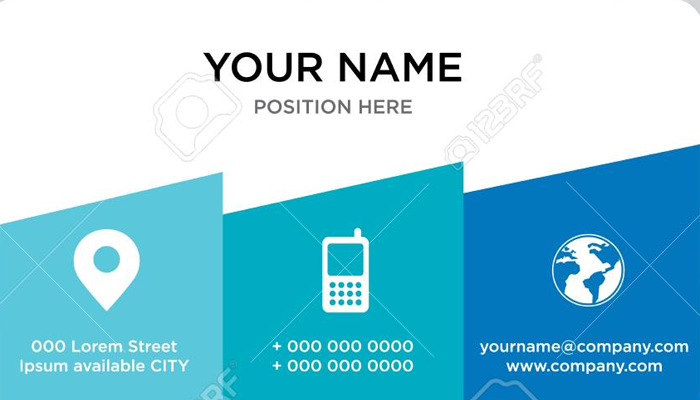 YOUR NAME
POSITION HERE
123RF®
000 Lorem Street
Ipsum available CITY
+ 000 000 0000
+ 000 000 0000
yourname@company.com
www.company.com